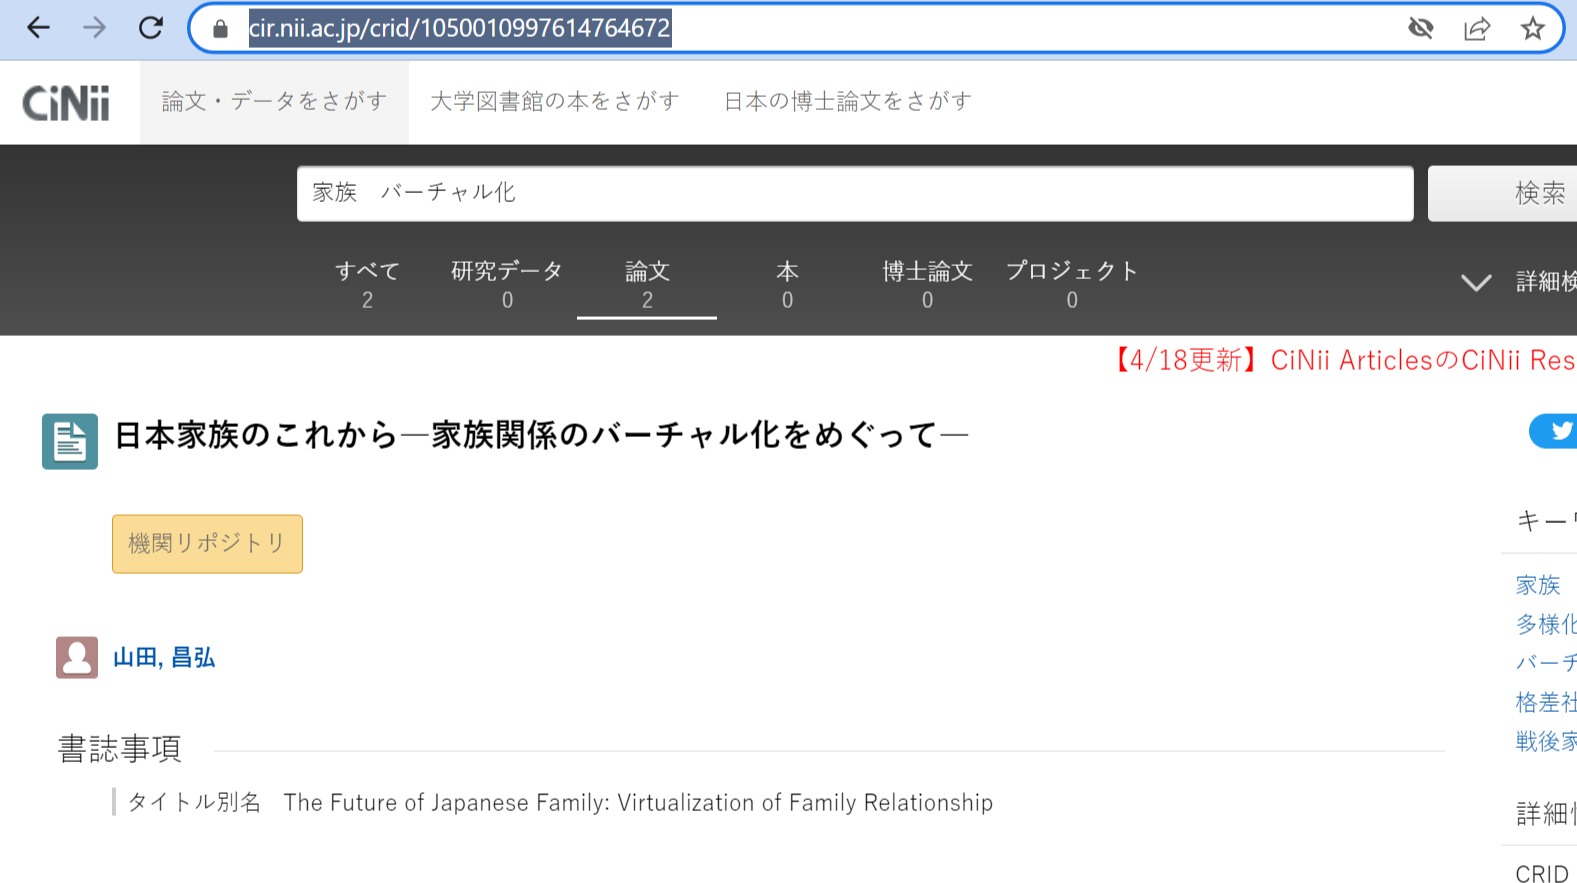 cir.nii.ac.jp/crid/1050010997614764672
CiNii 論文・データをさがす 大学図書館の本をさがす 日本の博士論文をさがす
家族　バーチャル化 検索
すべて 研究データ 論文 本 博士論文 プロジェクト
2 0 2 0 0 0
詳細検
【4/18更新】CiNii ArticlesのCiNii Res
日本家族のこれから―家族関係のバーチャル化をめぐって―
機関リポジトリ
キー
家族
多様化
バーチ
格差社
戦後家
山田, 昌弘
書誌事項
タイトル別名　The Future of Japanese Family: Virtualization of Family Relationship
詳細
CRID